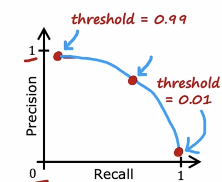 threshold = 0.99
1
threshold
= 0.01
Precision
0
Recall
1